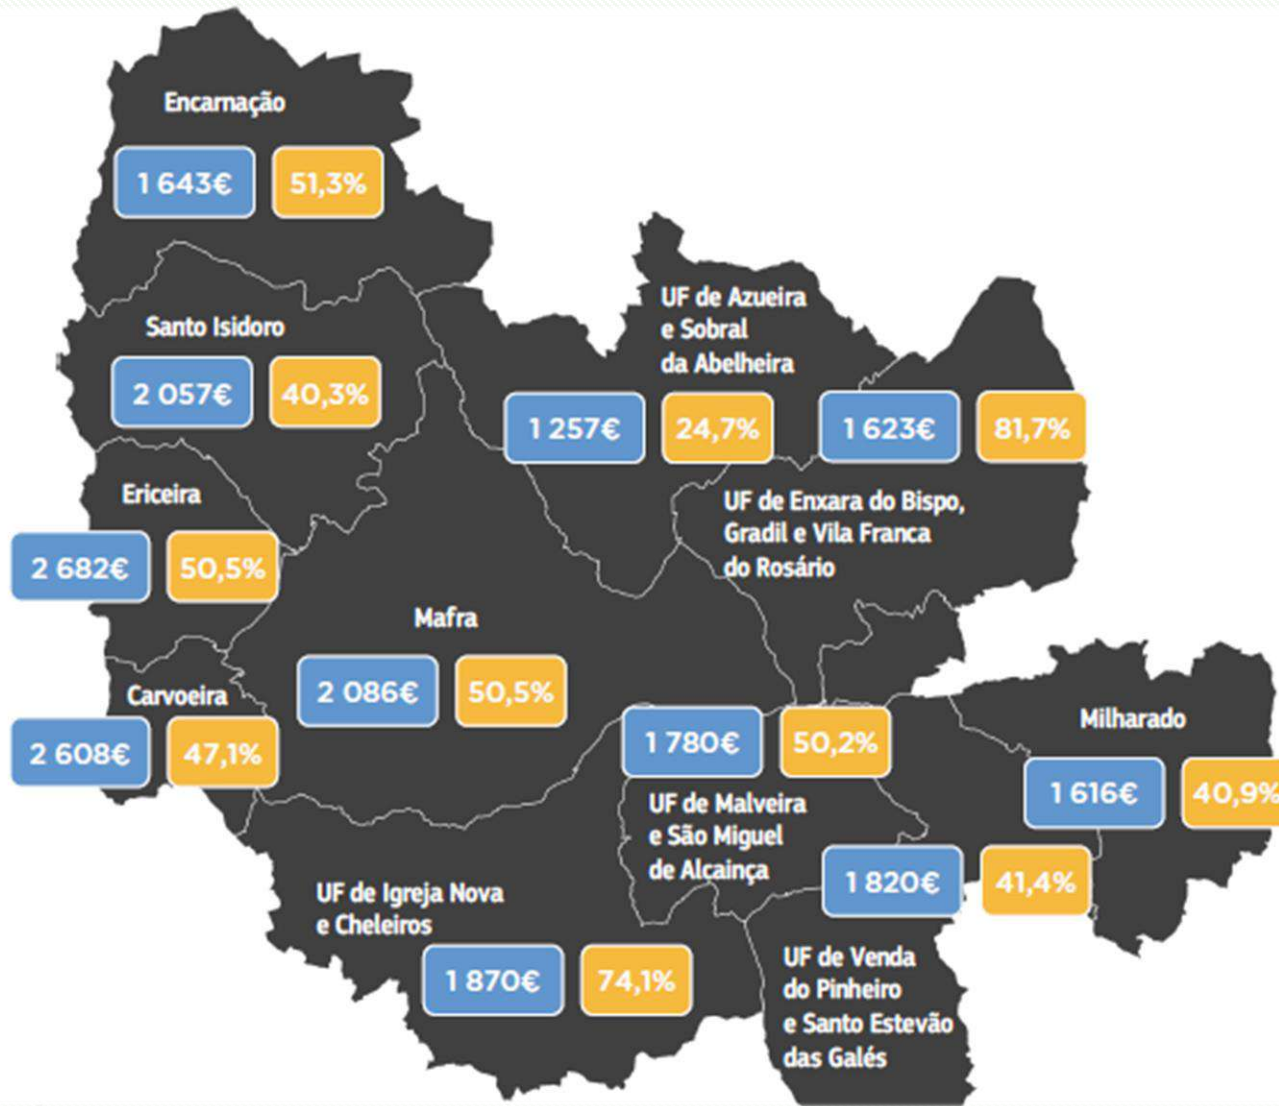 Encarnação
1 643€ 51,3%
Santo Isidoro
2 057€ 40,3%
UF de Azueira
e Sobral
da Abelheira
1 257€ 24,7%
1 623€ 81,7%
UF de Enxara do Bispo,
Gradil e Vila Franca
do Rosário
Ericeira
2 682€ 50,5%
Mafra
2 086€ 50,5%
Carvoeira
2 608€ 47,1%
1 780€ 50,2%
UF de Malveira
e São Miguel
de Alcainça
Milharado
1 616€ 40,9%
UF de Igreja Nova
e Cheleiros
1 870€ 74,1%
1 820€ 41,4%
UF de Venda
do Pinheiro
e Santo Estevão
das Galés